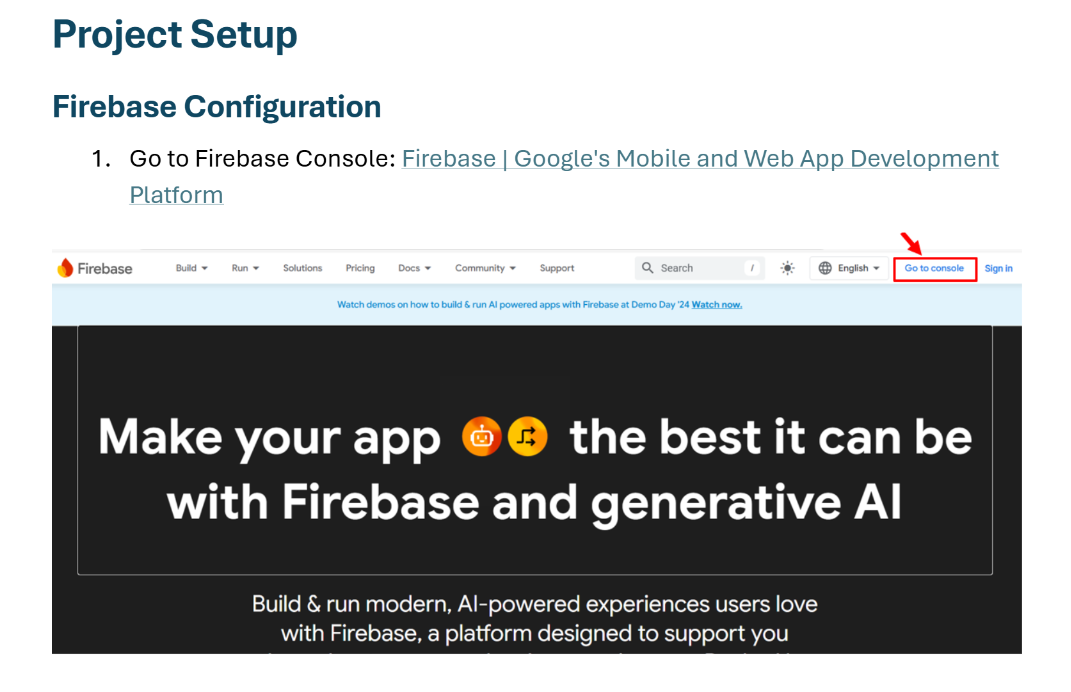 Project Setup
Firebase Configuration
1. Go to Firebase Console: Firebase | Google's Mobile and Web App Development
Platform
Firebase Build Run Solutions Pricing Docs Community Support Search / English Go to console Sign in
Watch demos on how to build & run AI powered apps with Firebase at Demo Day '24 Watch now.
Make your app the best it can be
with Firebase and generative AI
Build & run modern, AI-powered experiences users love
with Firebase, a platform designed to support you